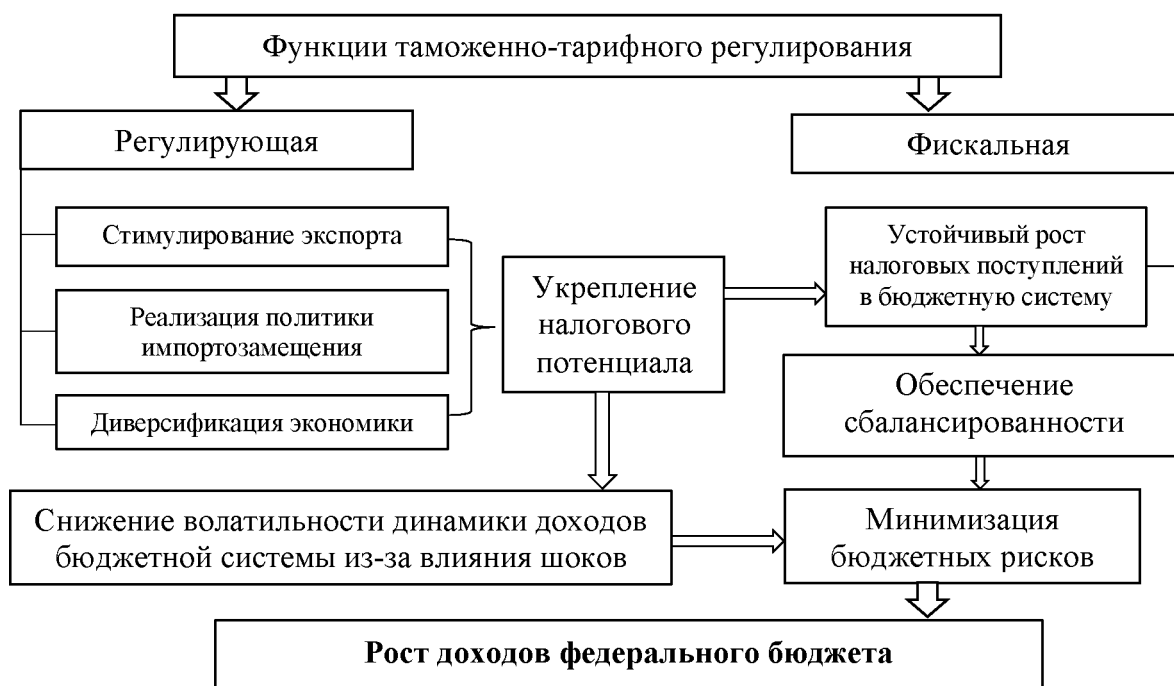 Функции таможенно-тарифного регулирования
Регулирующая
Фискальная
Стимулирование экспорта
Реализация политики
импортозамещения
Диверсификация экономики
Укрепление
налогового
потенциала
Устойчивый рост
налоговых поступлений
в бюджетную систему
Обеспечение
сбалансированности
Снижение волатильности динамики доходов
бюджетной системы из-за влияния шоков
Минимизация
бюджетных рисков
Рост доходов федерального бюджета